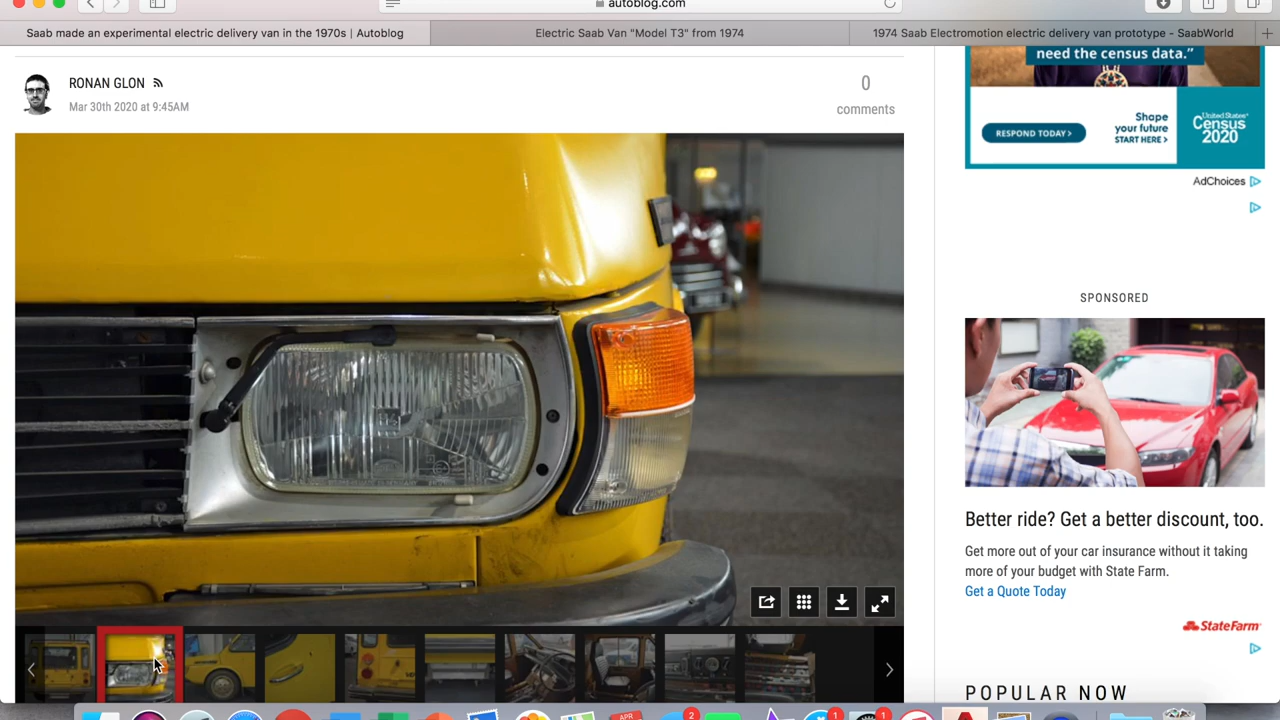 autoblog.com
Saab made an experimental electric delivery van in the 1970s | Autoblog
Electric Saab Van "Model T3" from 1974
1974 Saab Electromotion electric delivery van prototype - SaabWorld
RONAN GLON
Mar 30th 2020 at 9:45AM
0
comments
need the census data.”
RESPOND TODAY >
Shape
your future
START HERE >
United States®
Census
2020
AdChoices
SPONSORED
Better ride? Get a better discount, too.
Get more out of your car insurance without it taking
more of your budget with State Farm.
Get a Quote Today
StateFarm
POPULAR NOW
APR
2
1
1